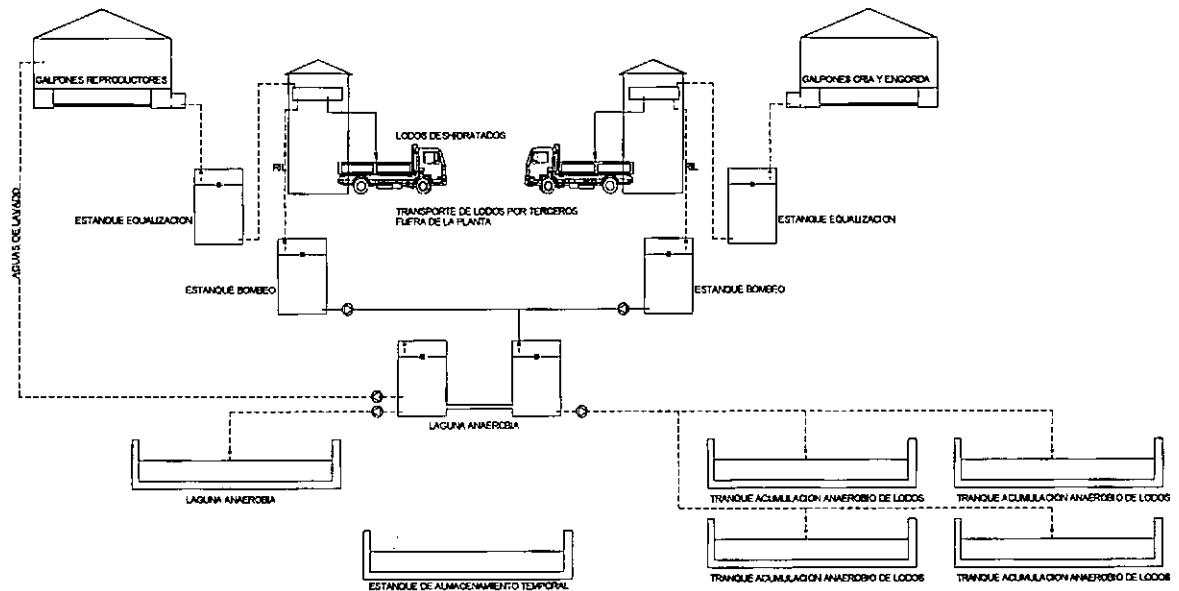 GALPONES REPRODUCTORES
GALPONES CRIA Y ENGORDA
LODOS DESHIDRATADOS
RIL
RIL
TRANSPORTE DE LODOS POR TERCEROS
FUERA DE LA PLANTA
ESTANQUE EQUALIZACION
ESTANQUE EQUALIZACION
AGUAS DE LAVADO
ESTANQUE BOMBEO
ESTANQUE BOMBEO
LAGUNA ANAEROBIA
LAGUNA ANAEROBIA
TRANQUE ACUMULACION ANAEROBIO DE LODOS
TRANQUE ACUMULACION ANAEROBIO DE LODOS
ESTANQUE DE ALMACENAMIENTO TEMPORAL
TRANQUE ACUMULACION ANAEROBIO DE LODOS
TRANQUE ACUMULACION ANAEROBIO DE LODOS